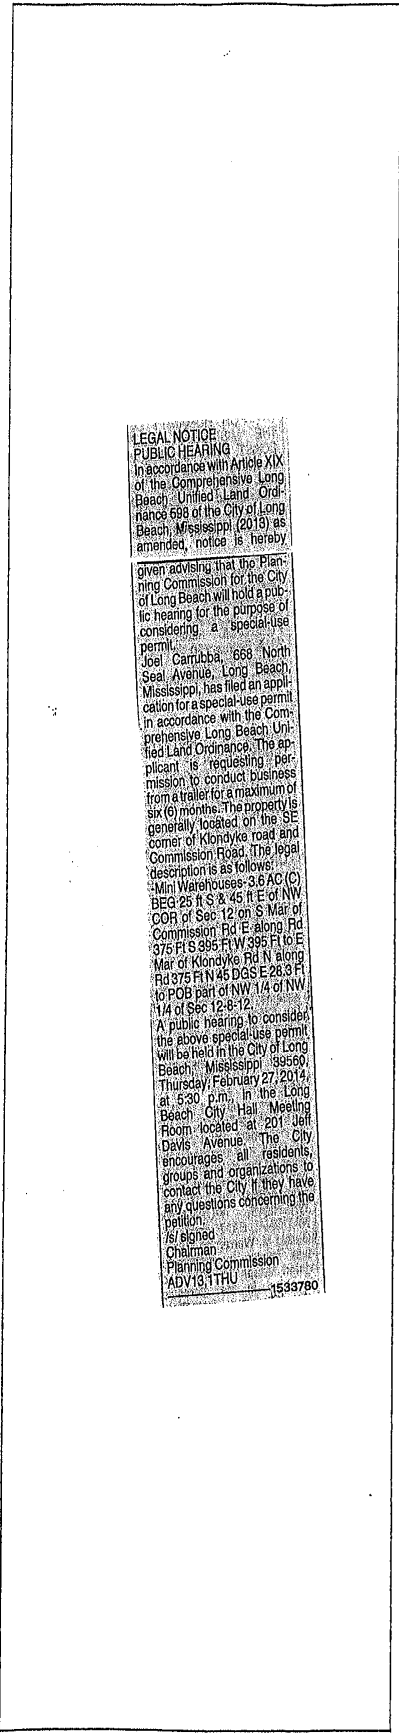 LEGAL NOTICE
PUBLIC HEARING
In accordance with Article XIX
of the Comprehensive Long
Beach Unified Land Ordi-
nance 598 of the City of Long
Beach, Mississippi (2013) as
amended, notice is hereby
given advising that the Plan-
ning Commission for the City
of Long Beach will hold a pub-
lic hearing for the purpose of
considering a special-use
permit.
Joel Carrubba, 668 North
Seal Avenue, Long Beach,
Mississippi, has filed an appli-
cation for a special-use permit
in accordance with the Com-
prehensive Long Beach Uni-
fied Land Ordinance. The ap-
plicant is requesting per-
mission to conduct business
from a trailer for a maximum of
six (6) months. The property is
generally located on the SE
corner of Klondyke road and
Commission Road. The legal
description is as follows:
Mini Warehouses- 3.6 AC (C)
BEG 25 ft S & 45 ft E of NW
COR of Sec 12 on S Mar of
Commission Rd E along Rd
375 Ft S 395 Ft W 395 Ft to E
Mar of Klondyke Rd N along
Rd 375 Ft N 45 DGS E 28.3 Ft
to POB part of NW 1/4 of NW
1/4 of Sec 12-8-12.
A public hearing to consider
the above special-use permit
will be held in the City of Long
Beach, Mississippi 39560,
Thursday, February 27, 2014,
at 5:30 p.m., in the Long
Beach City Hall Meeting
Room located at 201 Jeff
Davis Avenue. The City
encourages all residents,
groups and organizations to
contact the City if they have
any questions concerning the
petition.
/s/ signed
Chairman
Planning Commission
ADV13,1THU
1533780